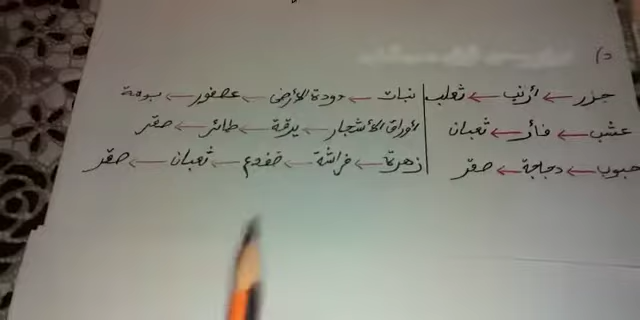 د)
جزر ← أرنب ← ثعلب
عشب ← فأر ← ثعبان
حبوب ← دجاجة ← صقر
نبات ← دودة الأرض ← عصفور ← بومة
أوراق الأشجار ← يرقة ← طائر ← صقر
زهرة ← فراشة ← ضفدع ← ثعبان ← صقر